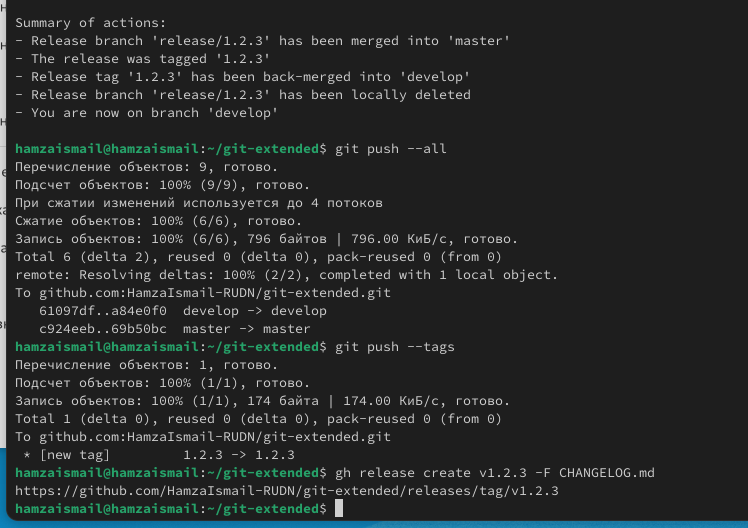 Summary of actions:
- Release branch 'release/1.2.3' has been merged into 'master'
- The release was tagged '1.2.3'
- Release tag '1.2.3' has been back-merged into 'develop'
- Release branch 'release/1.2.3' has been locally deleted
- You are now on branch 'develop'

hamzaismail@hamzaismail:~/git-extended$ git push --all
Перечисление объектов: 9, готово.
Подсчет объектов: 100% (9/9), готово.
При сжатии изменений используется до 4 потоков
Сжатие объектов: 100% (6/6), готово.
Запись объектов: 100% (6/6), 796 байтов | 796.00 КиБ/с, готово.
Total 6 (delta 2), reused 0 (delta 0), pack-reused 0 (from 0)
remote: Resolving deltas: 100% (2/2), completed with 1 local object.
To github.com:HamzaIsmail-RUDN/git-extended.git
   61097df..a84e0f0  develop -> develop
   c924eeb..69b50bc  master -> master
hamzaismail@hamzaismail:~/git-extended$ git push --tags
Перечисление объектов: 1, готово.
Подсчет объектов: 100% (1/1), готово.
Запись объектов: 100% (1/1), 174 байта | 174.00 КиБ/с, готово.
Total 1 (delta 0), reused 0 (delta 0), pack-reused 0 (from 0)
To github.com:HamzaIsmail-RUDN/git-extended.git
 * [new tag]         1.2.3 -> 1.2.3
hamzaismail@hamzaismail:~/git-extended$ gh release create v1.2.3 -F CHANGELOG.md
https://github.com/HamzaIsmail-RUDN/git-extended/releases/tag/v1.2.3
hamzaismail@hamzaismail:~/git-extended$